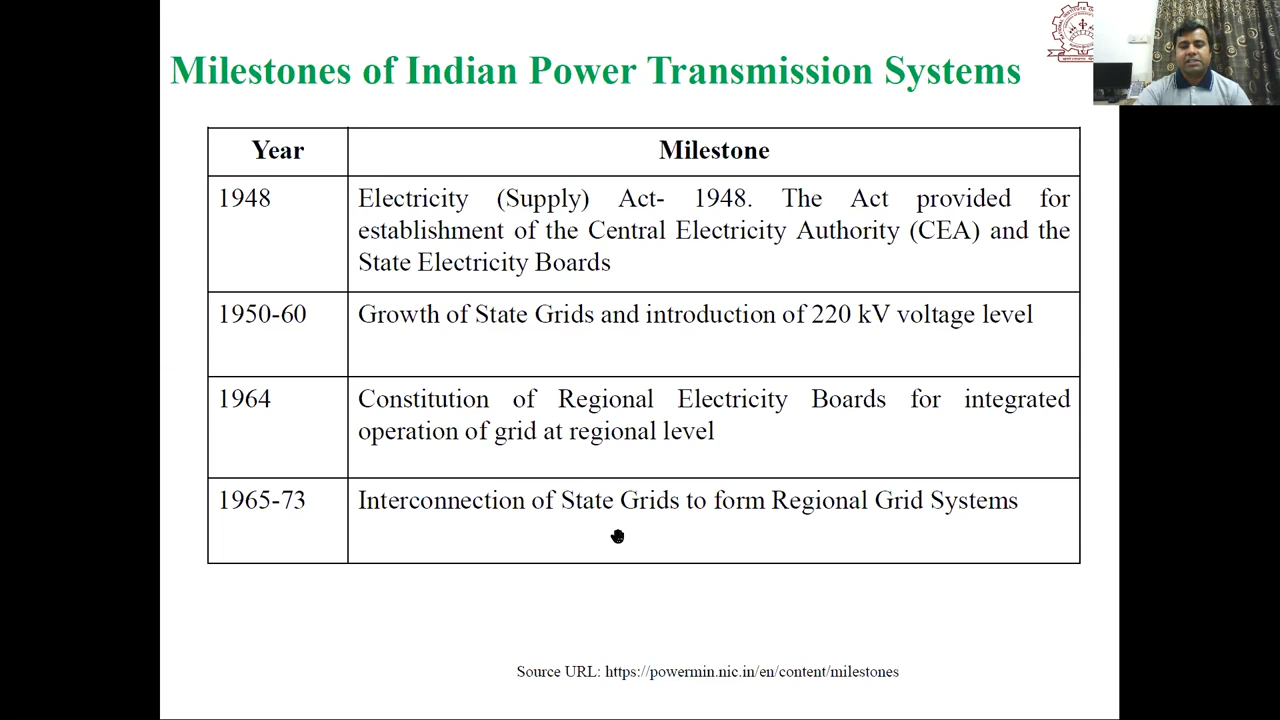 Milestones of Indian Power Transmission Systems
Year Milestone
1948 Electricity (Supply) Act- 1948. The Act provided for
establishment of the Central Electricity Authority (CEA) and the
State Electricity Boards
1950-60 Growth of State Grids and introduction of 220 kV voltage level
1964 Constitution of Regional Electricity Boards for integrated
operation of grid at regional level
1965-73 Interconnection of State Grids to form Regional Grid Systems
Source URL: https://powermin.nic.in/en/content/milestones